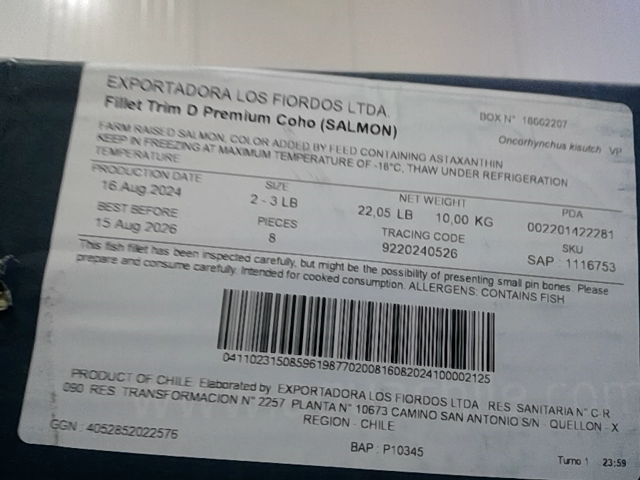 EXPORTADORA LOS FIORDOS LTDA.
Fillet Trim D Premium Coho (SALMON)
BOX N° 18662207
Oncorhynchus kisutch VP
FARM RAISED SALMON, COLOR ADDED BY FEED CONTAINING ASTAXANTHIN
KEEP IN FREEZING AT MAXIMUM TEMPERATURE OF -18°C, THAW UNDER REFRIGERATION
TEMPERATURE
PRODUCTION DATE
16 Aug 2024
SIZE
2 - 3 LB
NET WEIGHT
22,05 LB 10,00 KG
PDA
002201422281
BEST BEFORE
15 Aug 2026
PIECES
8
TRACING CODE
9220240526
SKU
SAP : 1116753
This fish fillet has been inspected carefully, but might be the possibility of presenting small pin bones. Please
prepare and consume carefully. Intended for cooked consumption. ALLERGENS: CONTAINS FISH
04110231508596198770200816082024100002125
PRODUCT OF CHILE Elaborated by EXPORTADORA LOS FIORDOS LTDA RES SANITARIA N° C R
090 RES TRANSFORMACION N° 2257 PLANTA N° 10673 CAMINO SAN ANTONIO S/N - QUELLON - X
REGION - CHILE
GGN : 4052852022576
BAP : P10345
Turno 1 23:59